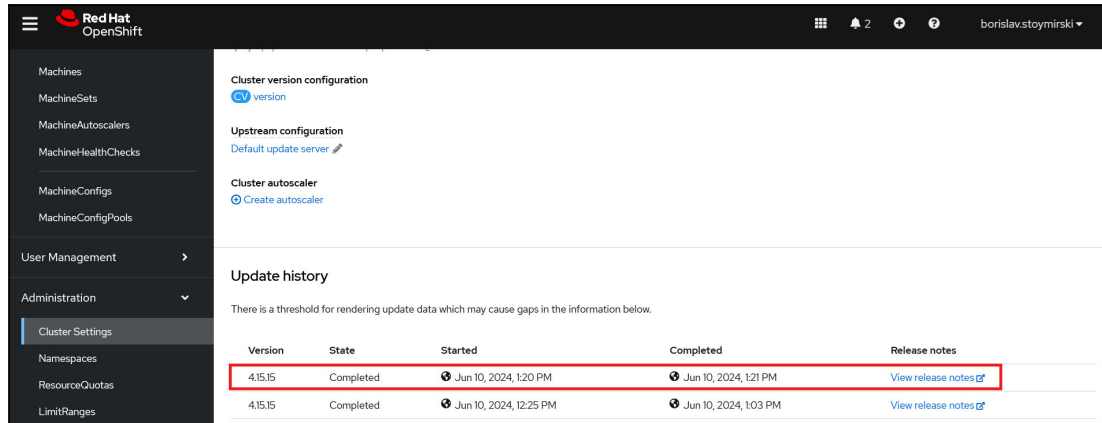 Red Hat
OpenShift
2
borislav.stoymirski
Machines
MachineSets
MachineAutoscalers
MachineHealthChecks
MachineConfigs
MachineConfigPools
User Management
Administration
Cluster Settings
Namespaces
ResourceQuotas
LimitRanges
Cluster version configuration
CV version
Upstream configuration
Default update server
Cluster autoscaler
Create autoscaler
Update history
There is a threshold for rendering update data which may cause gaps in the information below.
Version State Started Completed Release notes
4.15.15 Completed Jun 10, 2024, 1:20 PM Jun 10, 2024, 1:21 PM View release notes
4.15.15 Completed Jun 10, 2024, 12:25 PM Jun 10, 2024, 1:03 PM View release notes